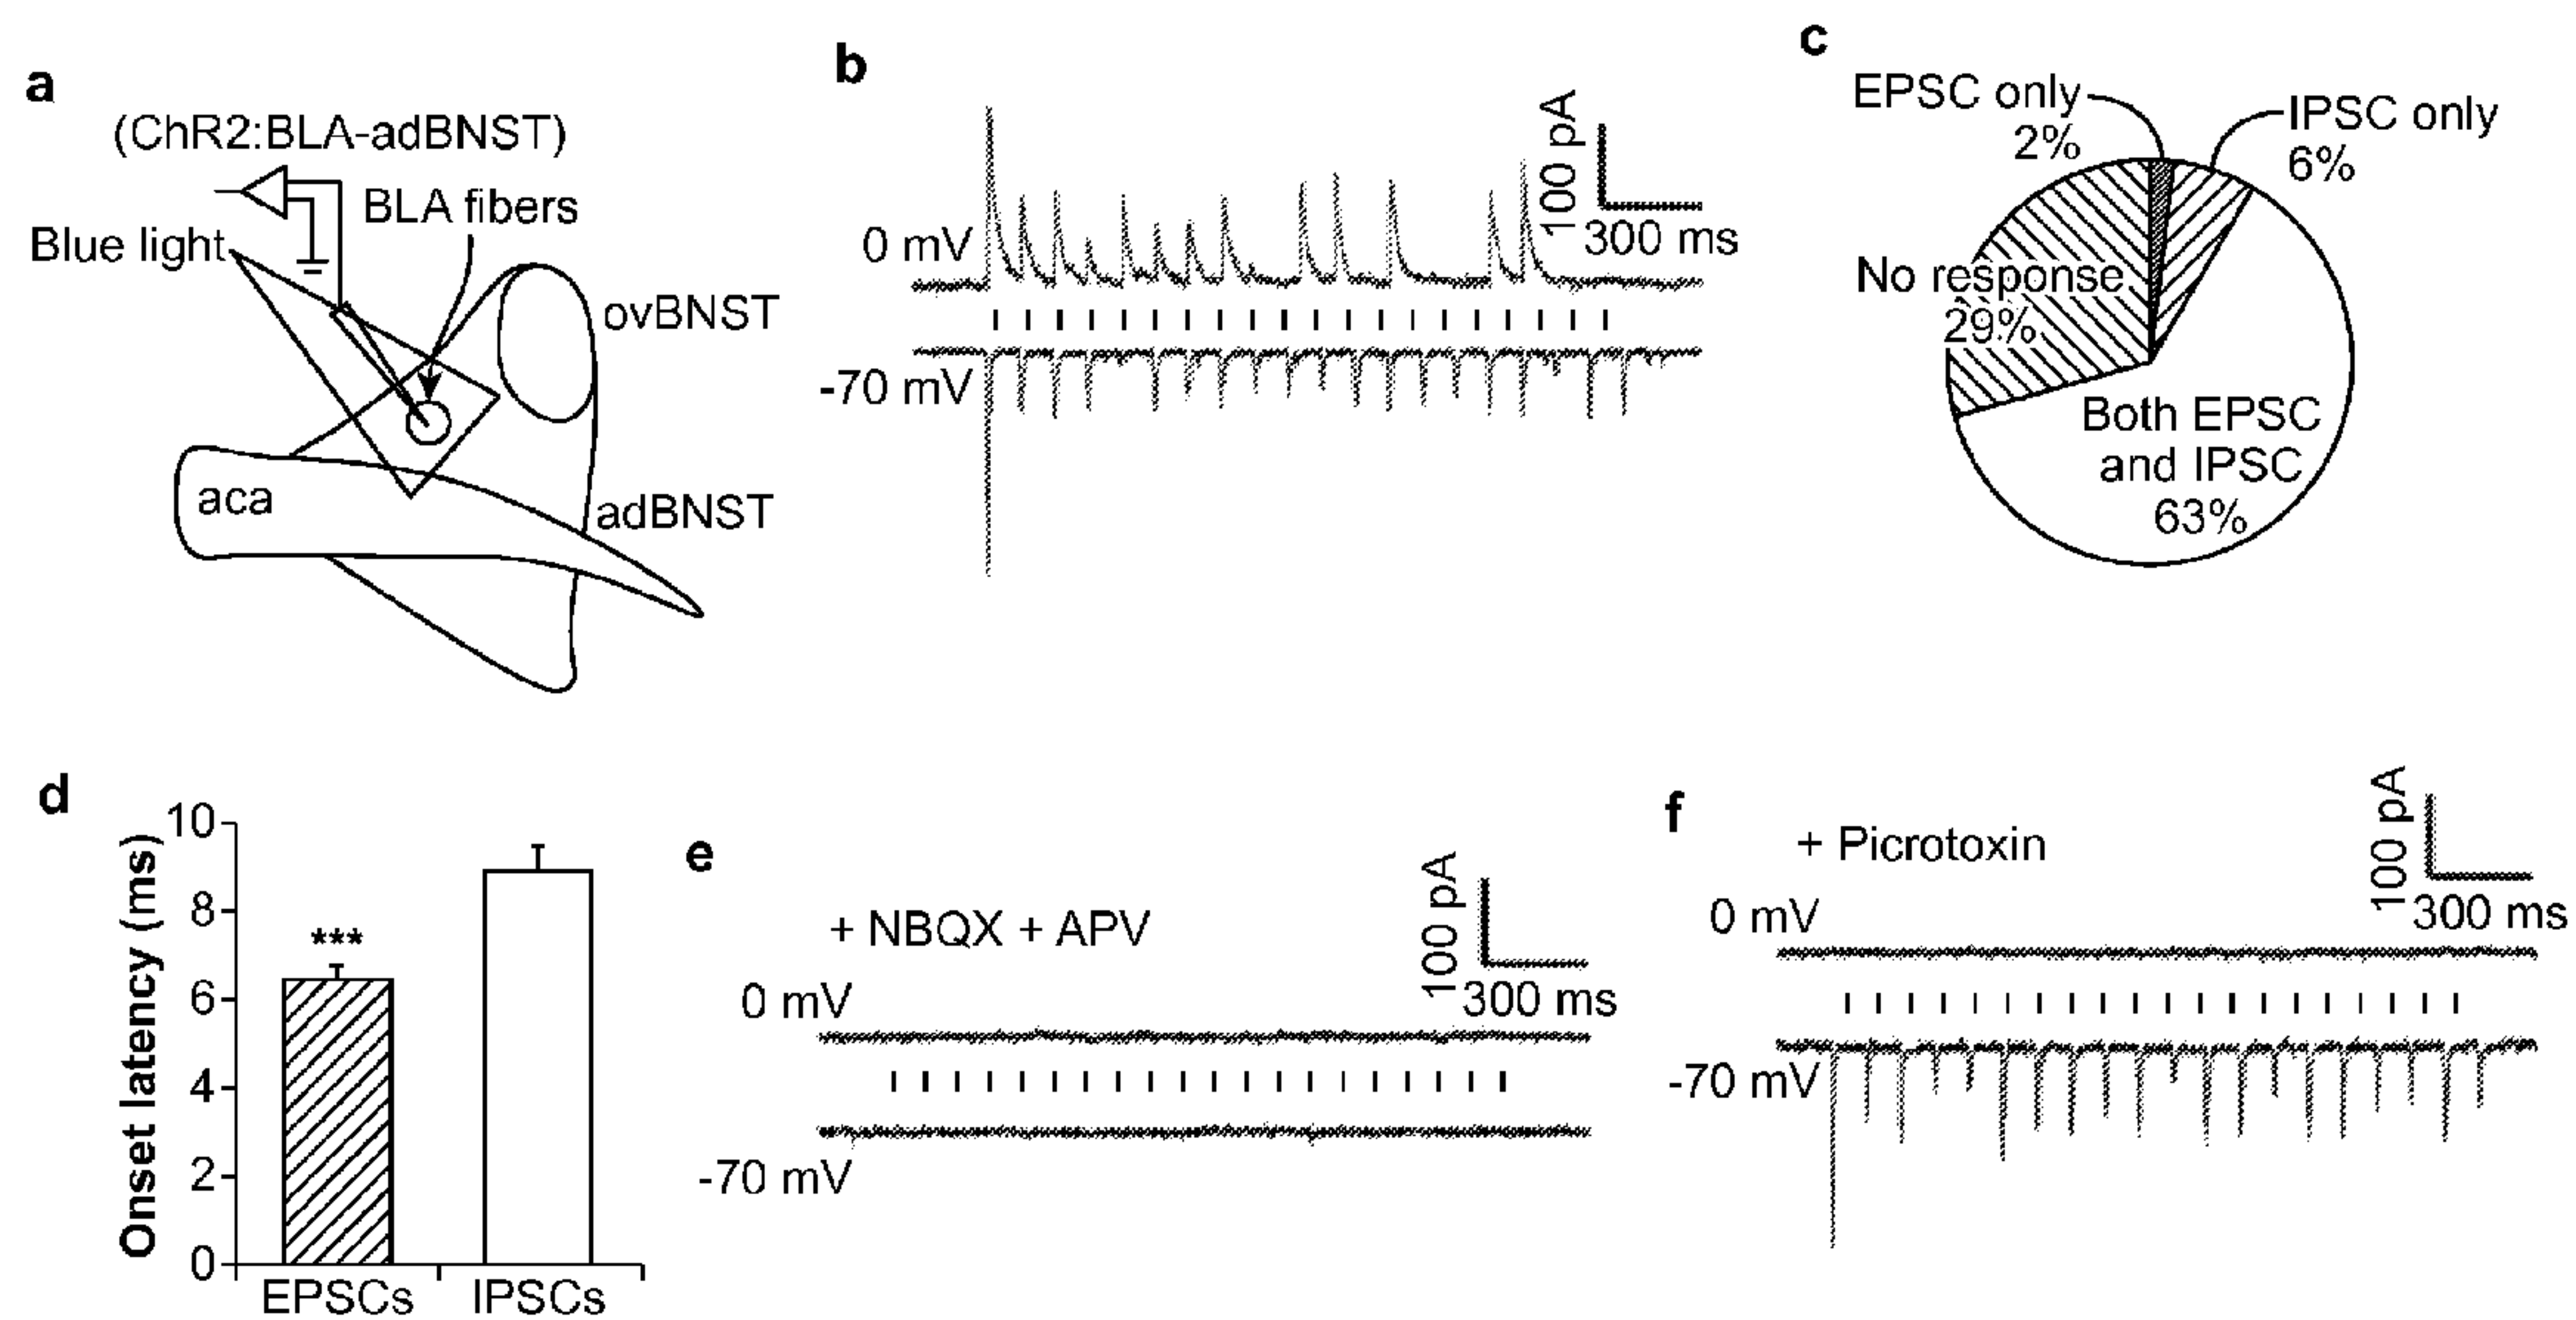 a
(ChR2:BLA-adBNST)
BLA fibers
Blue light
ovBNST
aca
adBNST
b
0 mV
-70 mV
100 pA
300 ms
c
EPSC only
2%
IPSC only
6%
No response
29%
Both EPSC
and IPSC
63%
d
Onset latency (ms)
10
8
6
4
2
0
***
EPSCs
IPSCs
e
+ NBQX + APV
100 pA
300 ms
0 mV
-70 mV
f
+ Picrotoxin
100 pA
300 ms
0 mV
-70 mV